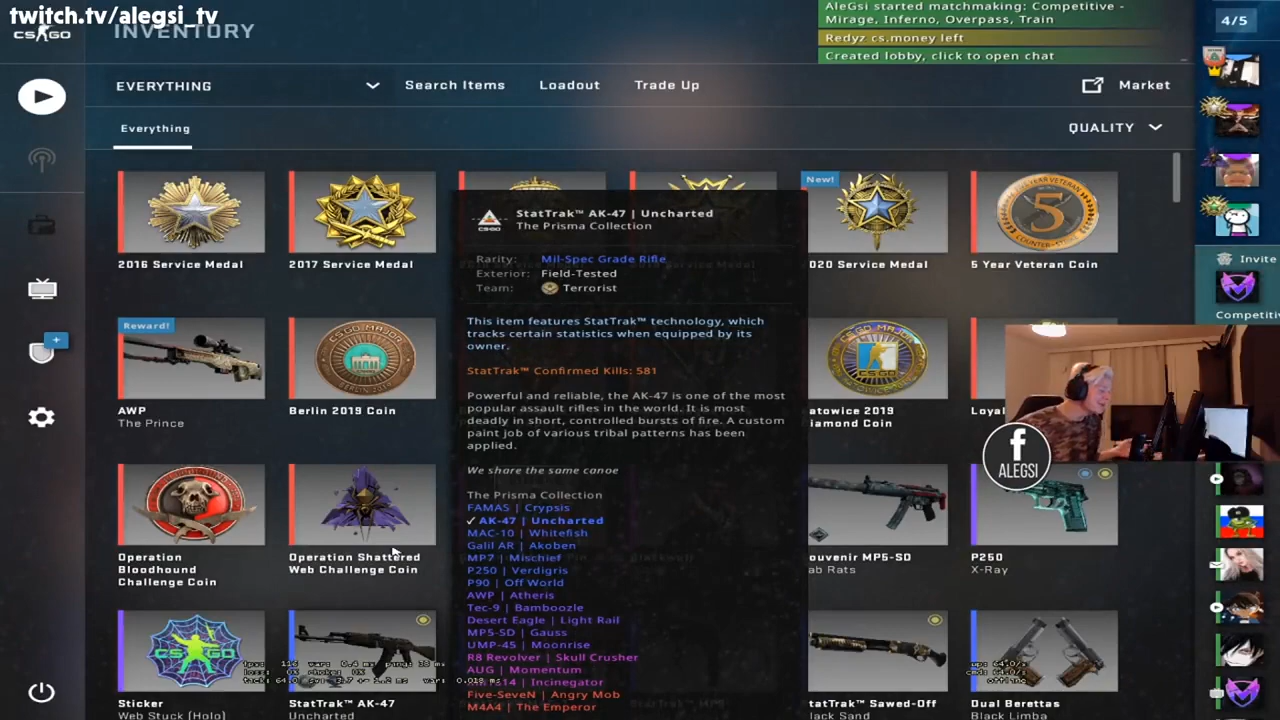 twitch.tv/alegsi_tv
CS:GO
INVENTORY
AleGsi started matchmaking: Competitive -
Mirage, Inferno, Overpass, Train
Redyz cs.money left
Created lobby, click to open chat
4/5
EVERYTHING
Search Items
Loadout
Trade Up
Market
Everything
QUALITY
New!
2016 Service Medal
2017 Service Medal
020 Service Medal
5 Year Veteran Coin
StatTrak™ AK-47 | Uncharted
The Prisma Collection
Rarity: Mil-Spec Grade Rifle
Exterior: Field-Tested
Team: Terrorist
This item features StatTrak™ technology, which
tracks certain statistics when equipped by its
owner.
StatTrak™ Confirmed Kills: 581
Powerful and reliable, the AK-47 is one of the most
popular assault rifles in the world. It is most
deadly in short, controlled bursts of fire. A custom
paint job of various tribal patterns has been
applied.
We share the same canoe
The Prisma Collection
FAMAS | Crypsis
AK-47 | Uncharted
MAC-10 | Whitefish
Galil AR | Akoben
MP7 | Mischief
P250 | Verdigris
P90 | Off World
AWP | Atheris
Tec-9 | Bamboozle
Desert Eagle | Light Rail
MP5-SD | Gauss
UMP-45 | Moonrise
R8 Revolver | Skull Crusher
AUG | Momentum
Incinegator
Five-SeveN | Angry Mob
M4A4 | The Emperor
Invite
Competitiv
Reward!
AWP
The Prince
Berlin 2019 Coin
atowice 2019
iamond Coin
Loyal
f
ALEGSI
Operation
Bloodhound
Challenge Coin
Operation Shattered
Web Challenge Coin
ouvenir MP5-SD
ab Rats
P250
X-Ray
Sticker
Web Stuck (Holo)
StatTrak™ AK-47
Uncharted
StatTrak™ Sawed-Off
lack Sand
Dual Berettas
Black Limba